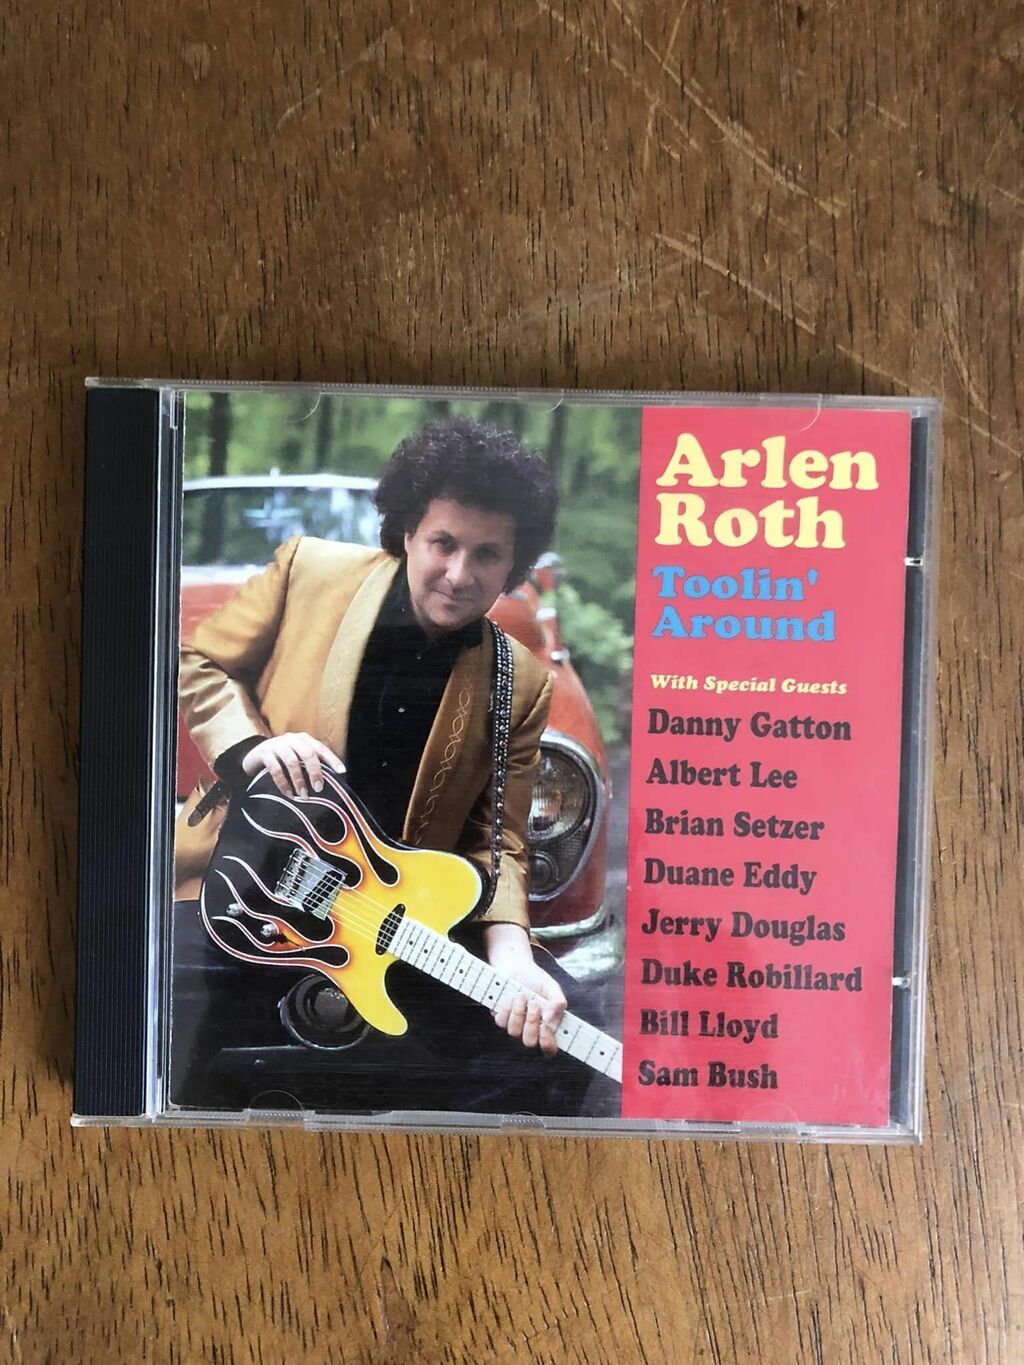 Arlen
Roth
Toolin'
Around
With Special Guests
Danny Gatton
Albert Lee
Brian Setzer
Duane Eddy
Jerry Douglas
Duke Robillard
Bill Lloyd
Sam Bush